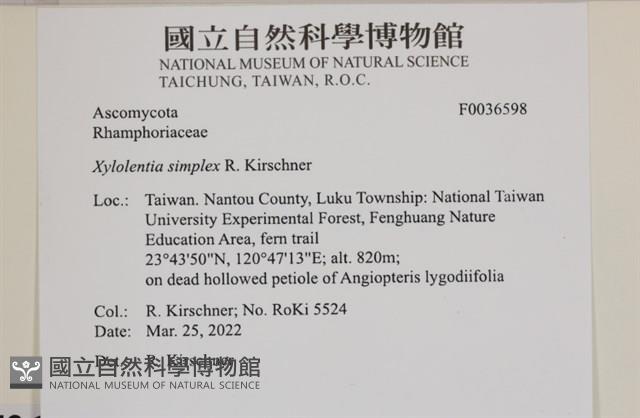 國立自然科學博物館
NATIONAL MUSEUM OF NATURAL SCIENCE
TAICHUNG, TAIWAN, R.O.C.
Ascomycota F0036598
Rhamphoriaceae
Xylolentia simplex R. Kirschner
Loc.: Taiwan. Nantou County, Luku Township: National Taiwan
University Experimental Forest, Fenghuang Nature
Education Area, fern trail
23°43'50"N, 120°47'13"E; alt. 820m;
on dead hollowed petiole of Angiopteris lygodiifolia
Col.: R. Kirschner; No. RoKi 5524
Date: Mar. 25, 2022
R. Kirschner
國立自然科學博物館
NATIONAL MUSEUM OF NATURAL SCIENCE